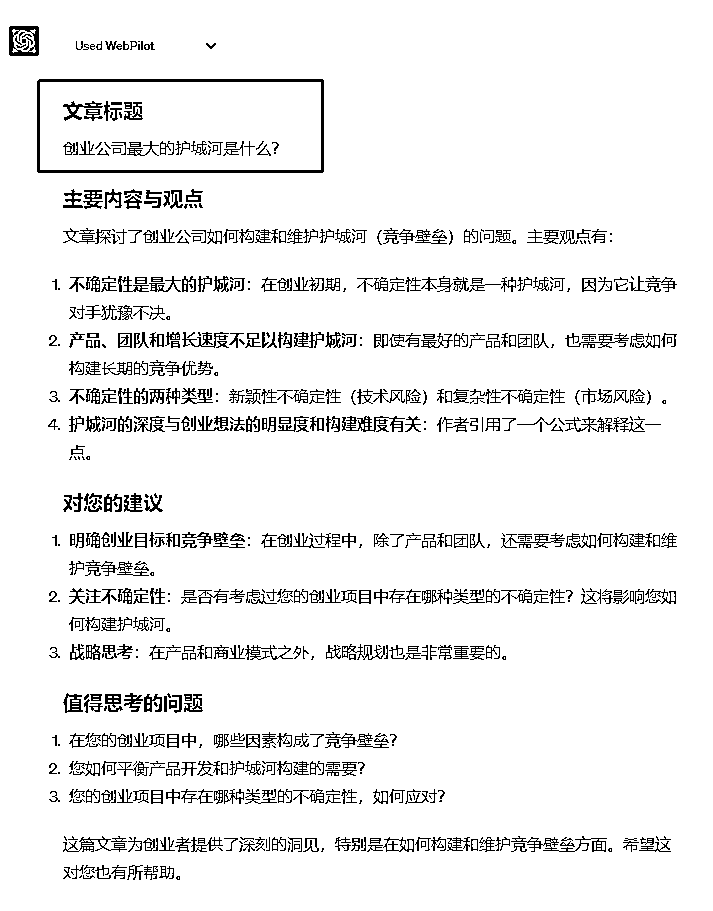 Used WebPilot
文章标题
创业公司最大的护城河是什么？
主要内容与观点
文章探讨了创业公司如何构建和维护护城河（竞争壁垒）的问题。主要观点有：
1. 不确定性是最大的护城河：在创业初期，不确定性本身就是一种护城河，因为它让竞争
对手犹豫不决。
2. 产品、团队和增长速度不足以构建护城河：即使有最好的产品和团队，也需要考虑如何
构建长期的竞争优势。
3. 不确定性的两种类型：新颖性不确定性（技术风险）和复杂性不确定性（市场风险）。
4. 护城河的深度与创业想法的明显度和构建难度有关：作者引用了一个公式来解释这一
点。
对您的建议
1. 明确创业目标和竞争壁垒：在创业过程中，除了产品和团队，还需要考虑如何构建和维
护竞争壁垒。
2. 关注不确定性：是否有考虑过您的创业项目中存在哪种类型的不确定性？这将影响您如
何构建护城河。
3. 战略思考：在产品和商业模式之外，战略规划也是非常重要的。
值得思考的问题
1. 在您的创业项目中，哪些因素构成了竞争壁垒？
2. 您如何平衡产品开发和护城河构建的需要？
3. 您的创业项目中存在哪种类型的不确定性，如何应对？
这篇文章为创业者提供了深刻的洞见，特别是在如何构建和维护竞争壁垒方面。希望这
对您也有所帮助。